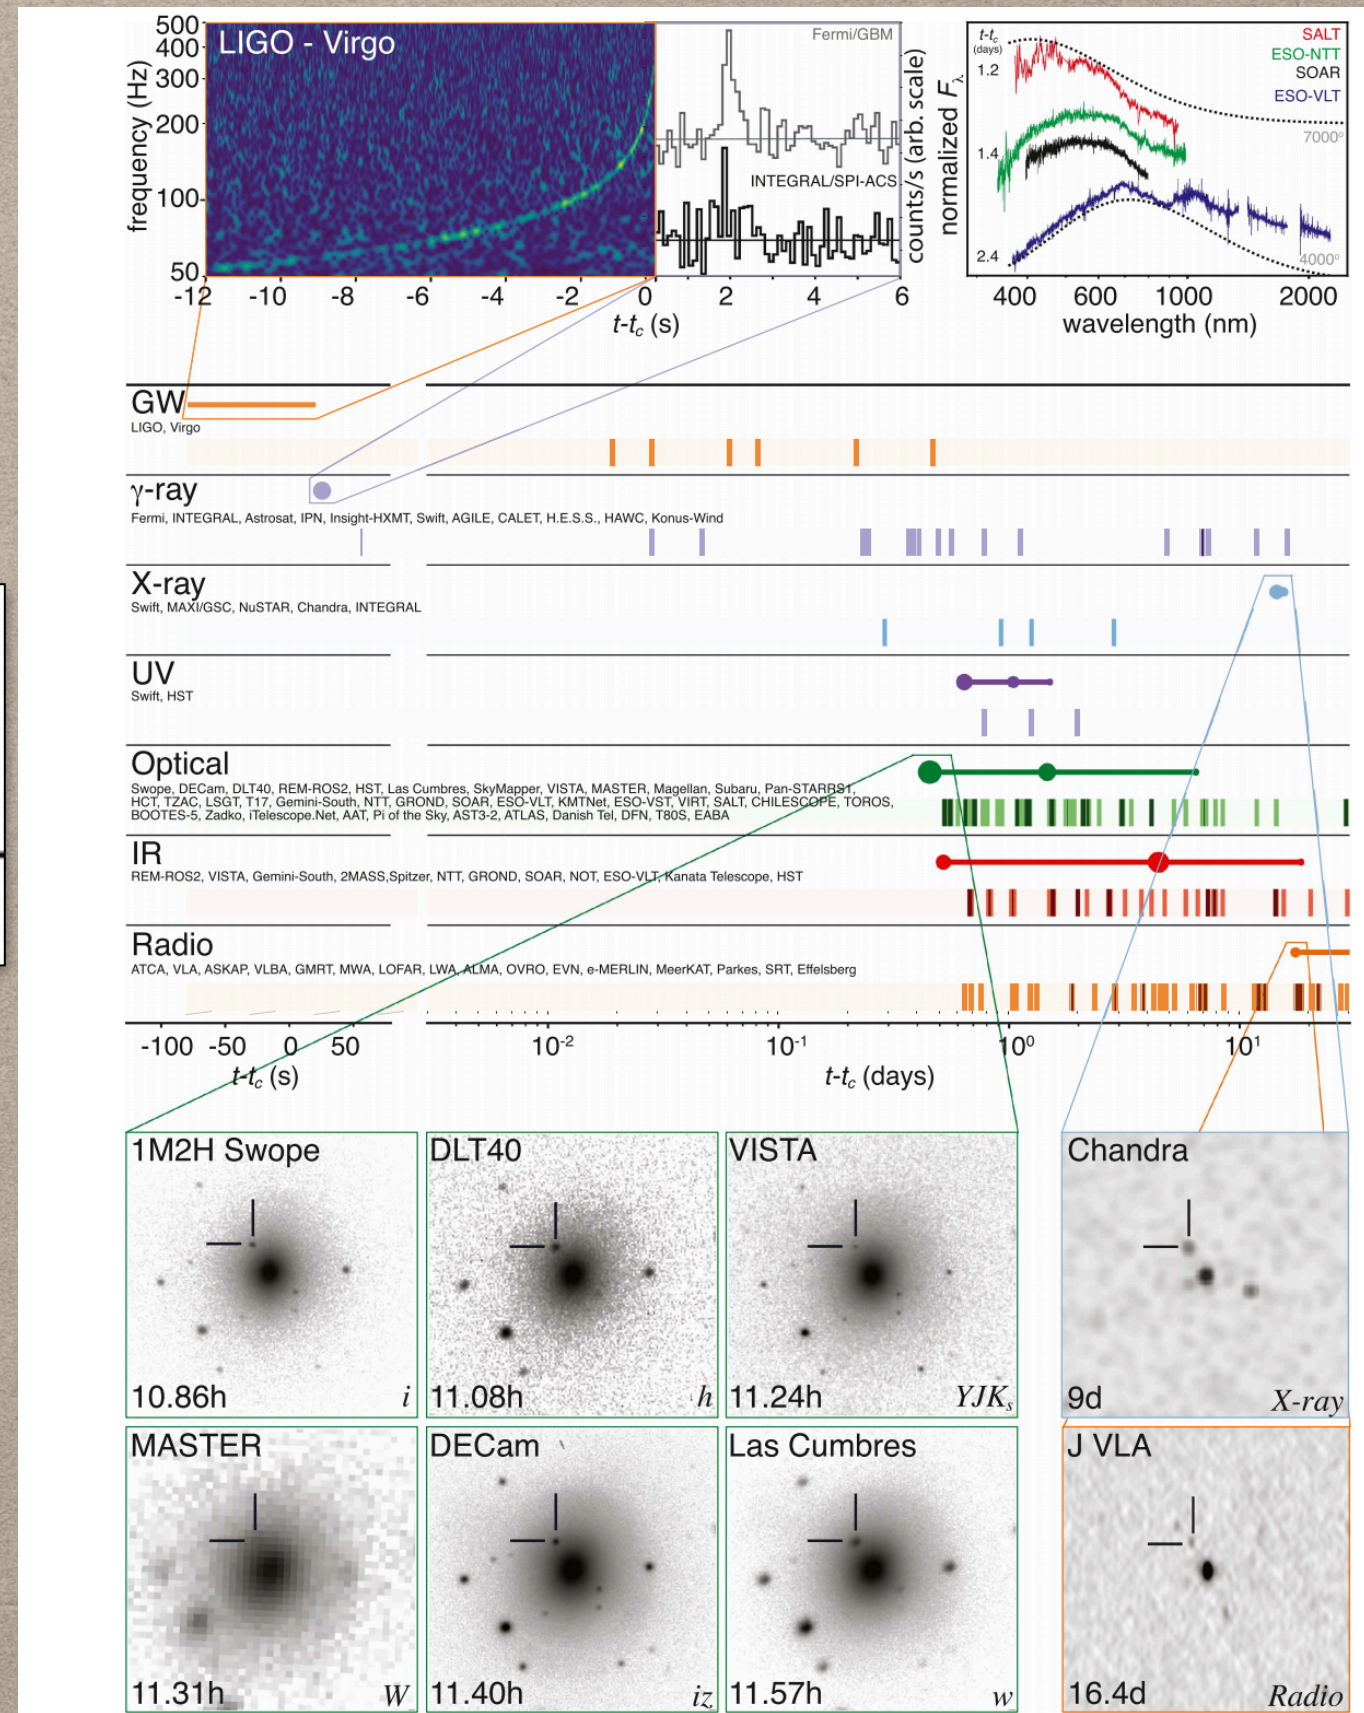 LIGO - Virgo
500
400
300
200
100
50
frequency (Hz)
-12 -10 -8 -6 -4 -2 0 2 4 6
t-tc (s)
Fermi/GBM
INTEGRAL/SPI-ACS
counts/s (arb. scale)
normalized Fλ
t-tc
(days)
1.2
1.4
2.4
SALT
ESO-NTT
SOAR
ESO-VLT
7000°
4000°
400 600 1000 2000
wavelength (nm)
GW
LIGO, Virgo
γ-ray
Fermi, INTEGRAL, Astrosat, IPN, Insight-HXMT, Swift, AGILE, CALET, H.E.S.S., HAWC, Konus-Wind
X-ray
Swift, MAXI/GSC, NuSTAR, Chandra, INTEGRAL
UV
Swift, HST
Optical
Swope, DECam, DLT40, REM-ROS2, HST, Las Cumbres, SkyMapper, VISTA, MASTER, Magellan, Subaru, Pan-STARRS1,
HCT, TZAC, LSGT, T17, Gemini-South, NTT, GROND, SOAR, ESO-VLT, KMTNet, ESO-VST, VIRT, SALT, CHILESCOPE, TOROS,
BOOTES-5, Zadko, iTelescope.Net, AAT, Pi of the Sky, AST3-2, ATLAS, Danish Tel, DFN, T80S, EABA
IR
REM-ROS2, VISTA, Gemini-South, 2MASS,Spitzer, NTT, GROND, SOAR, NOT, ESO-VLT, Kanata Telescope, HST
Radio
ATCA, VLA, ASKAP, VLBA, GMRT, MWA, LOFAR, LWA, ALMA, OVRO, EVN, e-MERLIN, MeerKAT, Parkes, SRT, Effelsberg
-100 -50 0 50 10⁻² 10⁻¹ 10⁰ 10¹
t-tc (s) t-tc (days)
1M2H Swope
10.86h i
DLT40
11.08h h
VISTA
11.24h YJKs
Chandra
9d X-ray
MASTER
11.31h W
DECam
11.40h iz
Las Cumbres
11.57h w
J VLA
16.4d Radio